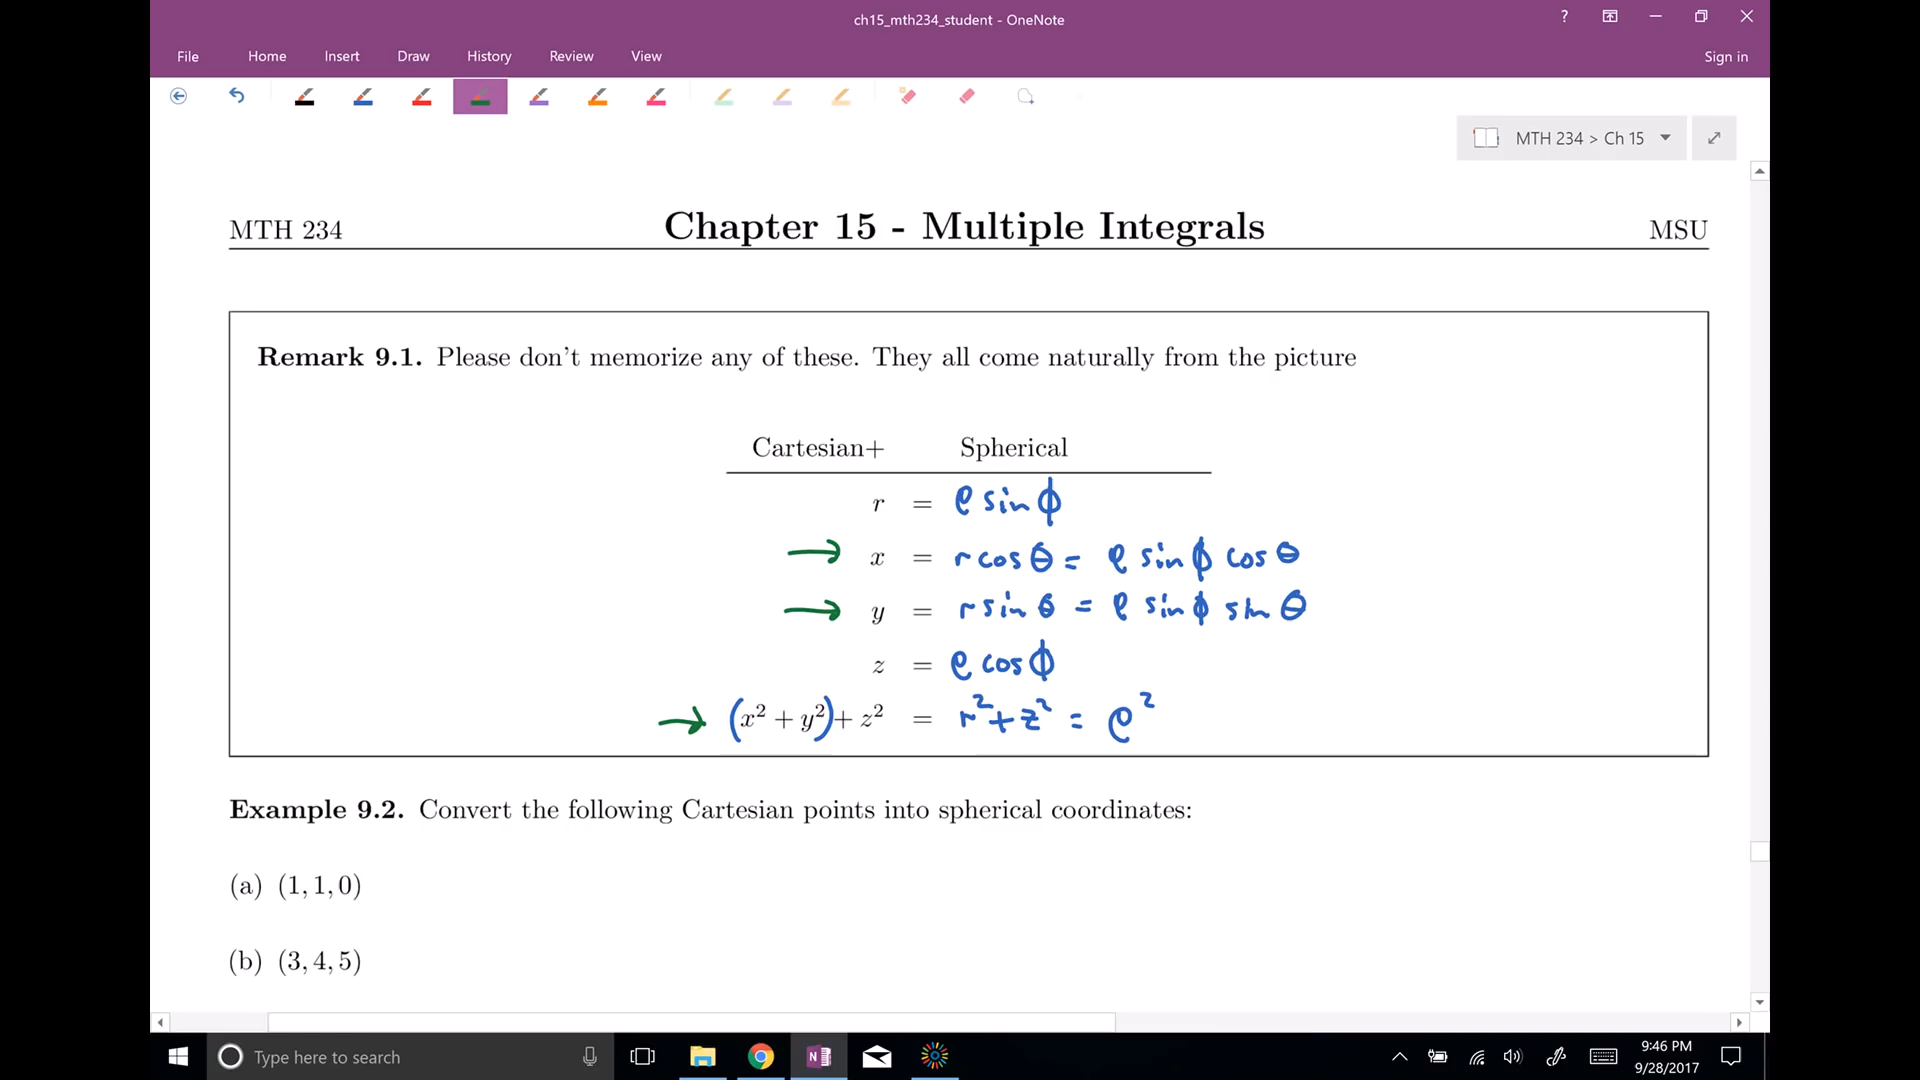 ch15_mth234_student - OneNote
?
File Home Insert Draw History Review View Sign in
MTH 234 > Ch 15
MTH 234 Chapter 15 - Multiple Integrals MSU
Remark 9.1. Please don't memorize any of these. They all come naturally from the picture
Cartesian+ Spherical
r = ρ sin ϕ
→ x = r cos θ = ρ sin ϕ cos θ
→ y = r sin θ = ρ sin ϕ sin θ
z = ρ cos ϕ
→ (x² + y²) + z² = r² + z² = ρ²
Example 9.2. Convert the following Cartesian points into spherical coordinates:
(a) (1, 1, 0)
(b) (3, 4, 5)
Type here to search
9:46 PM
9/28/2017